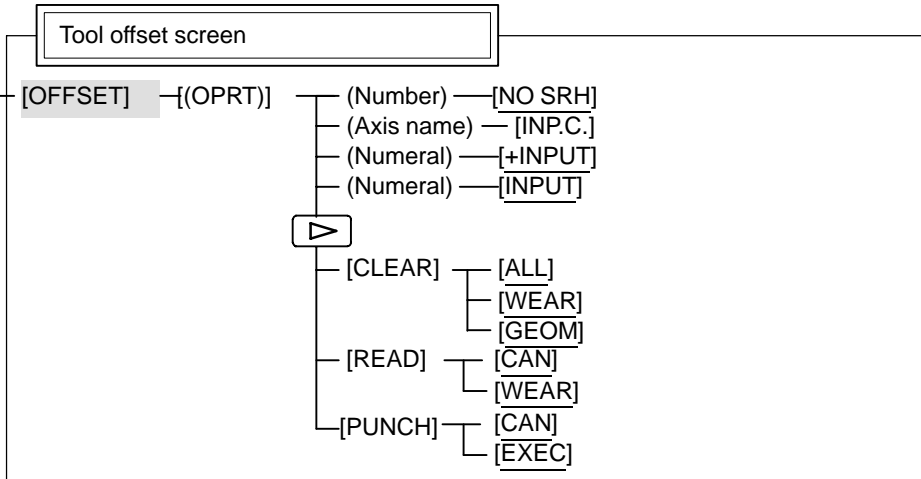 Tool offset screen
[OFFSET] [(OPRT)] (Number) [NO SRH]
(Axis name) [INP.C.]
(Numeral) [+INPUT]
(Numeral) [INPUT]
[CLEAR] [ALL]
[WEAR]
[GEOM]
[READ] [CAN]
[WEAR]
[PUNCH] [CAN]
[EXEC]